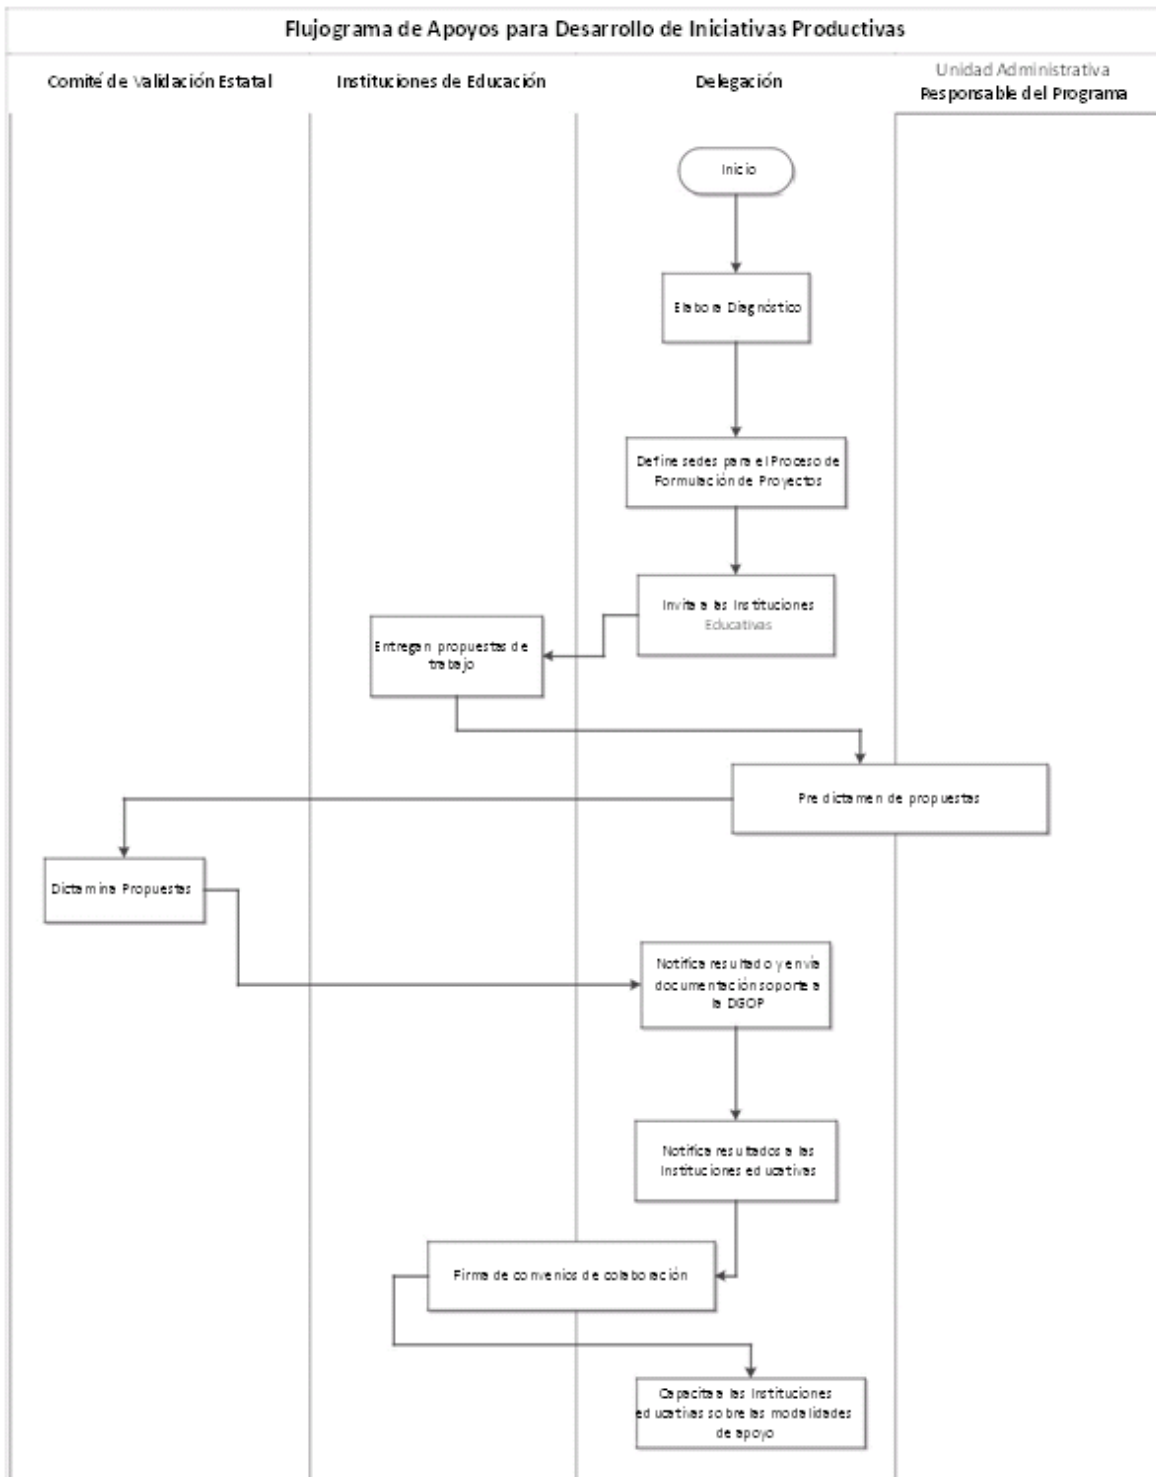 Flujograma de Apoyos para Desarrollo de Iniciativas Productivas
Comité de Validación Estatal
Instituciones de Educación
Delegación
Unidad Administrativa
Responsable del Programa
Inicio
Elabora Diagnóstico
Define sedes para el Proceso de
Formulación de Proyectos
Invita a las Instituciones
Educativas
Entregan propuestas de
trabajo
Predictamen de propuestas
Dictamina Propuestas
Notifica resultado y envía
documentación soporte a
la DGOP
Notifica resultados a las
Instituciones educativas
Firma de convenios de colaboración
Capacita a las Instituciones
educativas sobre las modalidades
de apoyo